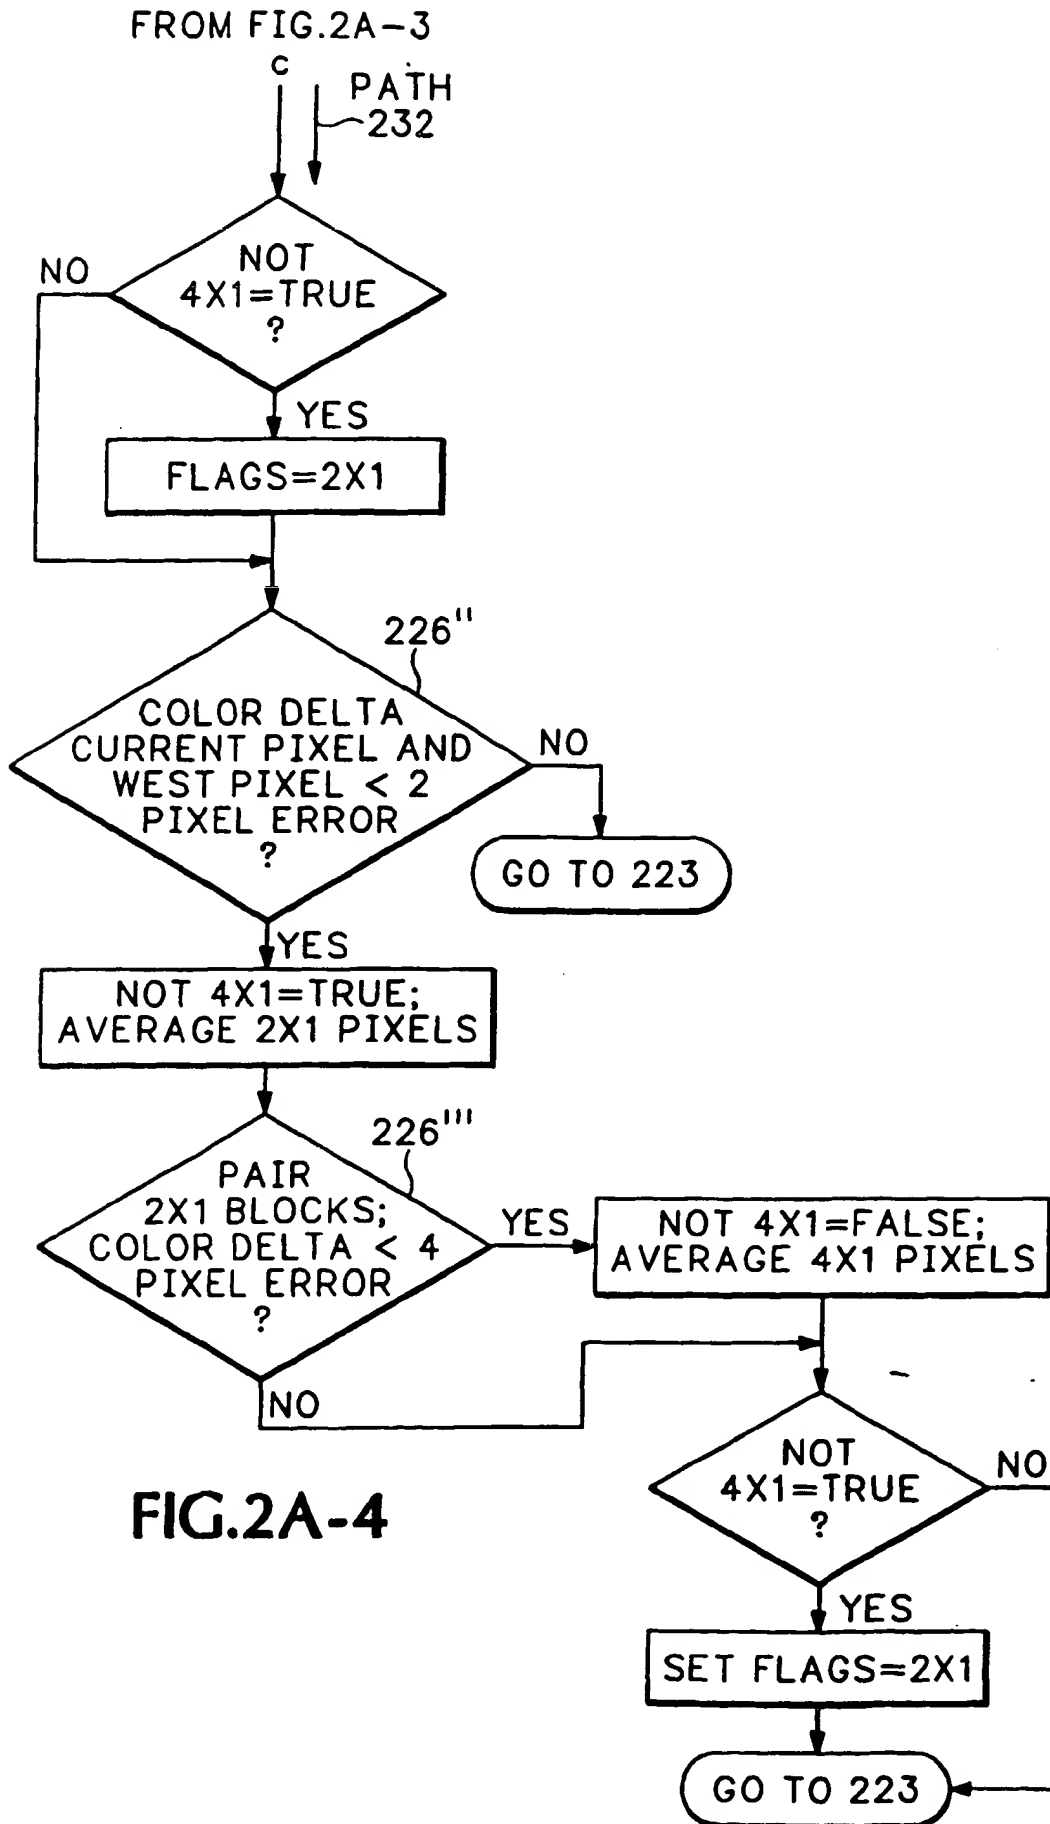 FROM FIG.2A-3
C
PATH
232
NOT
4X1=TRUE
?
NO
YES
FLAGS=2X1
226''
COLOR DELTA
CURRENT PIXEL AND
WEST PIXEL < 2
PIXEL ERROR
?
NO
GO TO 223
YES
NOT 4X1=TRUE;
AVERAGE 2X1 PIXELS
226'''
PAIR
2X1 BLOCKS;
COLOR DELTA < 4
PIXEL ERROR
?
YES
NOT 4X1=FALSE;
AVERAGE 4X1 PIXELS
NO
NOT
4X1=TRUE
?
NO
YES
SET FLAGS=2X1
GO TO 223
FIG.2A-4